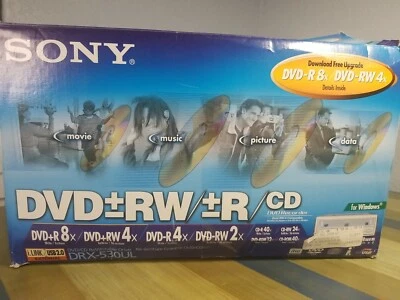 SONY®
Download Free Upgrade
DVD-R 8x DVD-RW 4x
Details Inside
movie
music
picture
data
DVD±RW/±R/CD
for Windows®
DVD+R 8x DVD+RW 4x DVD-R 4x DVD-RW 2x
i.LINK USB 2.0
DRX-530UL